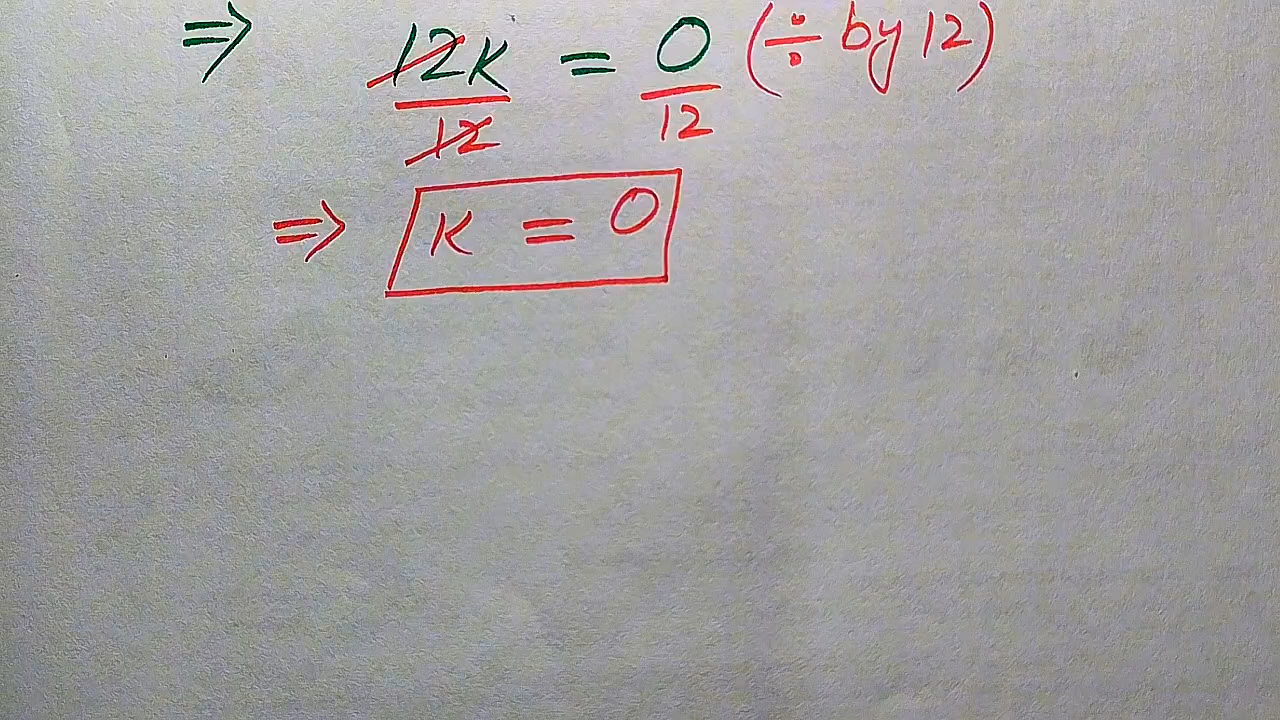 ⇒ 12K/12 = 0/12 (÷ by 12)
⇒ K = 0